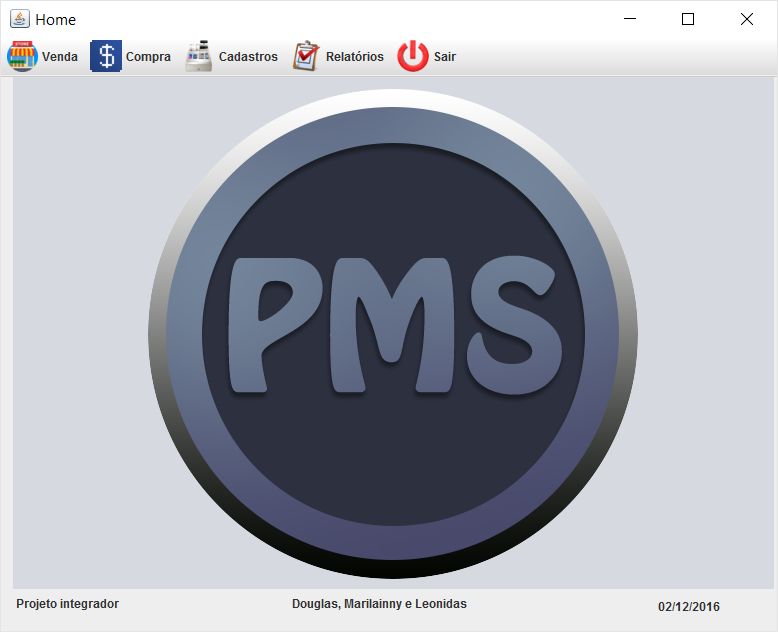 Home
Venda Compra Cadastros Relatórios Sair
PMS
Projeto integrador Douglas, Marilainny e Leonidas 02/12/2016